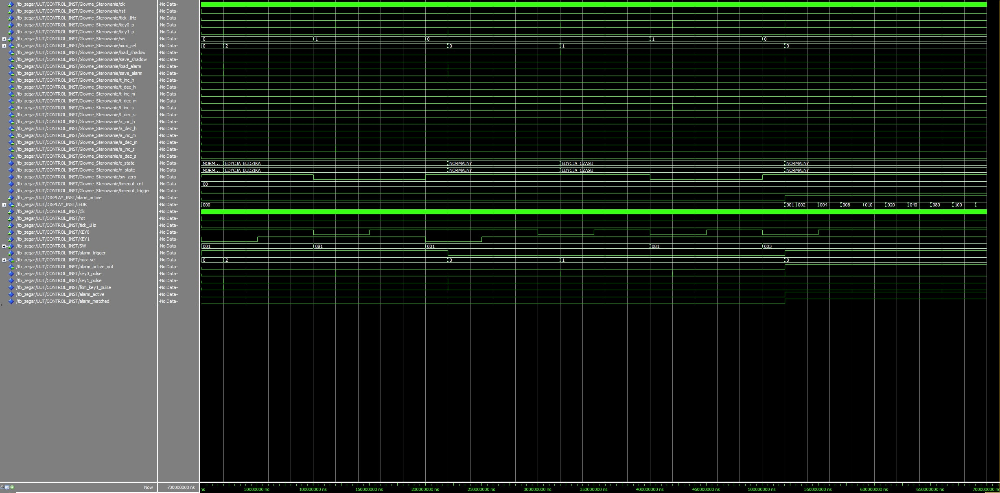 /tb_zegar/UUT/CONTROL_INST/Glowne_Sterowanie/clk -No Data-
/tb_zegar/UUT/CONTROL_INST/Glowne_Sterowanie/rst -No Data-
/tb_zegar/UUT/CONTROL_INST/Glowne_Sterowanie/tick_1Hz -No Data-
/tb_zegar/UUT/CONTROL_INST/Glowne_Sterowanie/key0_p -No Data-
/tb_zegar/UUT/CONTROL_INST/Glowne_Sterowanie/key1_p -No Data-
/tb_zegar/UUT/CONTROL_INST/Glowne_Sterowanie/sw -No Data- 0 1 0 1 0
/tb_zegar/UUT/CONTROL_INST/Glowne_Sterowanie/mux_sel -No Data- 0 2 0 1 0
/tb_zegar/UUT/CONTROL_INST/Glowne_Sterowanie/load_shadow -No Data-
/tb_zegar/UUT/CONTROL_INST/Glowne_Sterowanie/save_shadow -No Data-
/tb_zegar/UUT/CONTROL_INST/Glowne_Sterowanie/load_alarm -No Data-
/tb_zegar/UUT/CONTROL_INST/Glowne_Sterowanie/save_alarm -No Data-
/tb_zegar/UUT/CONTROL_INST/Glowne_Sterowanie/t_inc_h -No Data-
/tb_zegar/UUT/CONTROL_INST/Glowne_Sterowanie/t_dec_h -No Data-
/tb_zegar/UUT/CONTROL_INST/Glowne_Sterowanie/t_inc_m -No Data-
/tb_zegar/UUT/CONTROL_INST/Glowne_Sterowanie/t_dec_m -No Data-
/tb_zegar/UUT/CONTROL_INST/Glowne_Sterowanie/t_inc_s -No Data-
/tb_zegar/UUT/CONTROL_INST/Glowne_Sterowanie/t_dec_s -No Data-
/tb_zegar/UUT/CONTROL_INST/Glowne_Sterowanie/a_inc_h -No Data-
/tb_zegar/UUT/CONTROL_INST/Glowne_Sterowanie/a_dec_h -No Data-
/tb_zegar/UUT/CONTROL_INST/Glowne_Sterowanie/a_inc_m -No Data-
/tb_zegar/UUT/CONTROL_INST/Glowne_Sterowanie/a_dec_m -No Data-
/tb_zegar/UUT/CONTROL_INST/Glowne_Sterowanie/a_inc_s -No Data-
/tb_zegar/UUT/CONTROL_INST/Glowne_Sterowanie/a_dec_s -No Data-
/tb_zegar/UUT/CONTROL_INST/Glowne_Sterowanie/c_state -No Data- NORM... EDYCJA_BUDZIKA NORMALNY EDYCJA_CZASU NORMALNY
/tb_zegar/UUT/CONTROL_INST/Glowne_Sterowanie/n_state -No Data- NORM... EDYCJA_BUDZIKA NORMALNY EDYCJA_CZASU NORMALNY
/tb_zegar/UUT/CONTROL_INST/Glowne_Sterowanie/sw_zero -No Data-
/tb_zegar/UUT/CONTROL_INST/Glowne_Sterowanie/timeout_cnt -No Data- 00
/tb_zegar/UUT/CONTROL_INST/Glowne_Sterowanie/timeout_trigger -No Data-
/tb_zegar/UUT/DISPLAY_INST/alarm_active -No Data-
/tb_zegar/UUT/DISPLAY_INST/LEDR -No Data- 000 001 002 004 008 010 020 040 080 100
/tb_zegar/UUT/CONTROL_INST/clk -No Data-
/tb_zegar/UUT/CONTROL_INST/rst -No Data-
/tb_zegar/UUT/CONTROL_INST/tick_1Hz -No Data-
/tb_zegar/UUT/CONTROL_INST/KEY0 -No Data-
/tb_zegar/UUT/CONTROL_INST/KEY1 -No Data-
/tb_zegar/UUT/CONTROL_INST/SW -No Data- 001 081 001 081 003
/tb_zegar/UUT/CONTROL_INST/alarm_trigger -No Data-
/tb_zegar/UUT/CONTROL_INST/mux_sel -No Data- 0 2 0 1 0
/tb_zegar/UUT/CONTROL_INST/alarm_active_out -No Data-
/tb_zegar/UUT/CONTROL_INST/key0_pulse -No Data-
/tb_zegar/UUT/CONTROL_INST/key1_pulse -No Data-
/tb_zegar/UUT/CONTROL_INST/fsm_key1_pulse -No Data-
/tb_zegar/UUT/CONTROL_INST/alarm_active -No Data-
/tb_zegar/UUT/CONTROL_INST/alarm_matched -No Data-
Now 700000000 ns ns 50000000 ns 100000000 ns 150000000 ns 200000000 ns 250000000 ns 300000000 ns 350000000 ns 400000000 ns 450000000 ns 500000000 ns 550000000 ns 600000000 ns 650000000 ns 700000000 ns